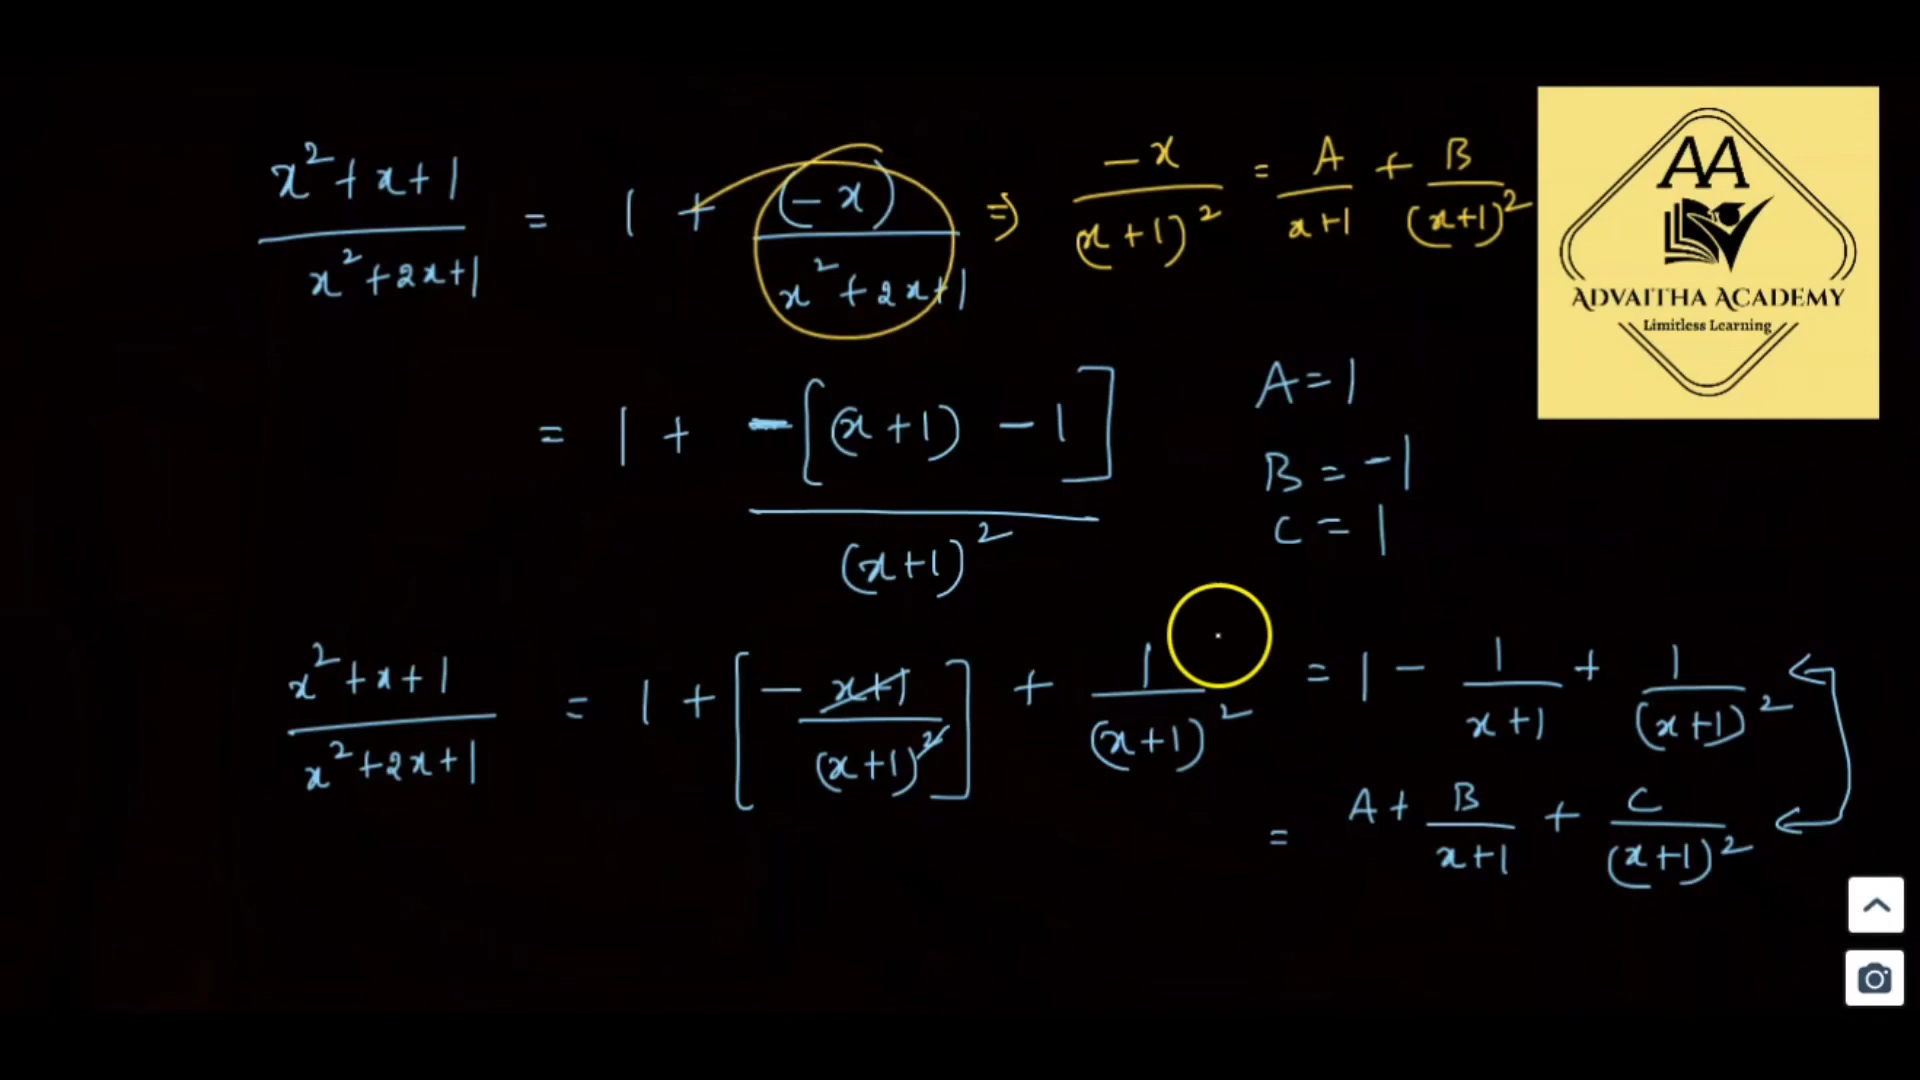 x² + x + 1 / x² + 2x + 1 = 1 + (-x) / x² + 2x + 1 ⇒ -x / (x+1)² = A / x+1 + B / (x+1)²
AA
ADVAITHA ACADEMY
Limitless Learning
= 1 + -[(x+1) - 1] / (x+1)²
A = 1
B = -1
C = 1
x² + x + 1 / x² + 2x + 1 = 1 + [- x+1 / (x+1)²] + 1 / (x+1)² = 1 - 1 / x+1 + 1 / (x+1)²
= A + B / x+1 + C / (x+1)²